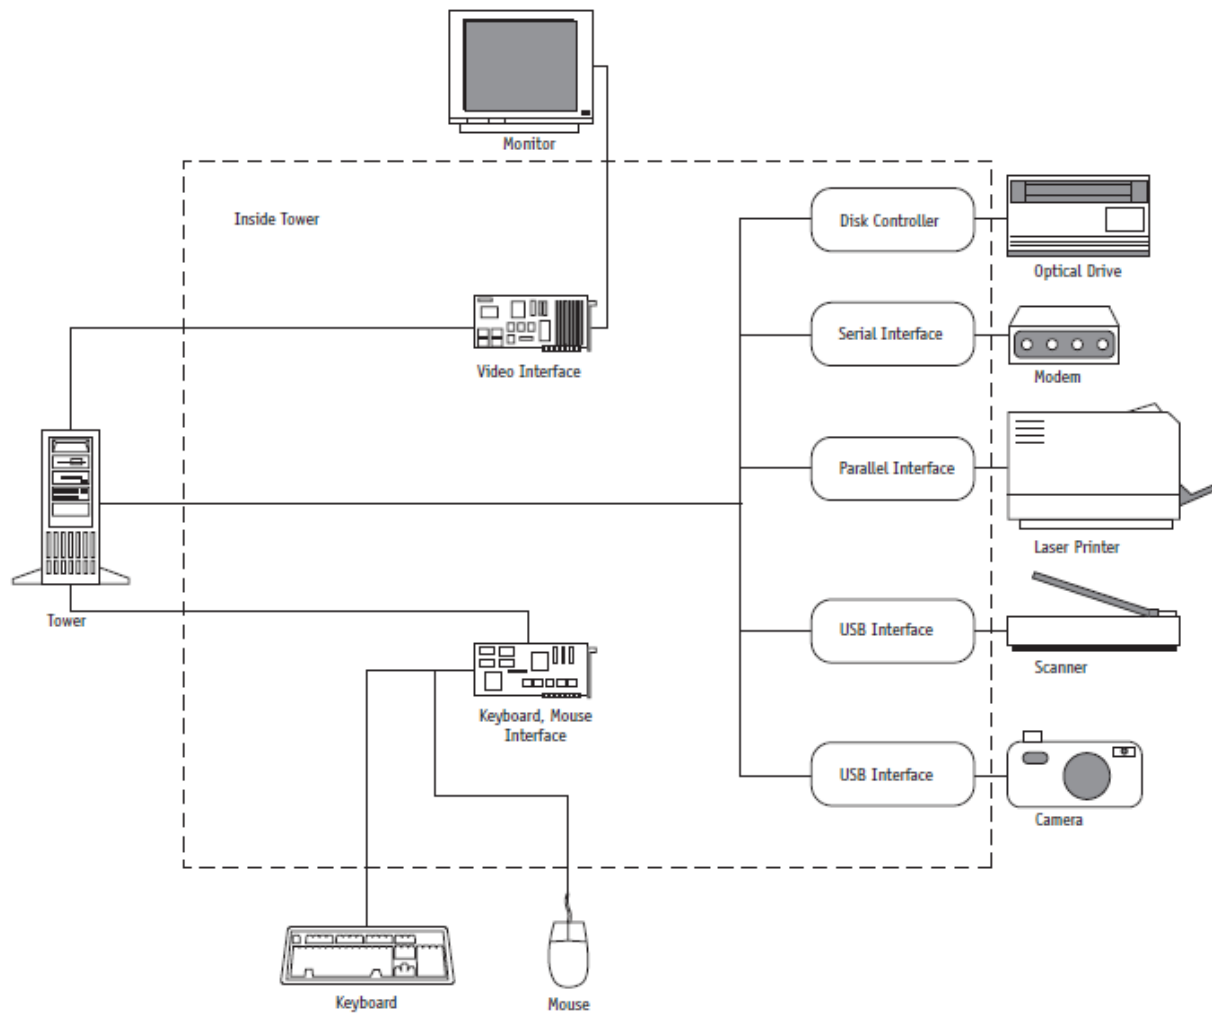 Monitor
Inside Tower
Disk Controller
Optical Drive
Serial Interface
Modem
Video Interface
Parallel Interface
Laser Printer
Tower
USB Interface
Scanner
Keyboard, Mouse
Interface
USB Interface
Camera
Keyboard
Mouse